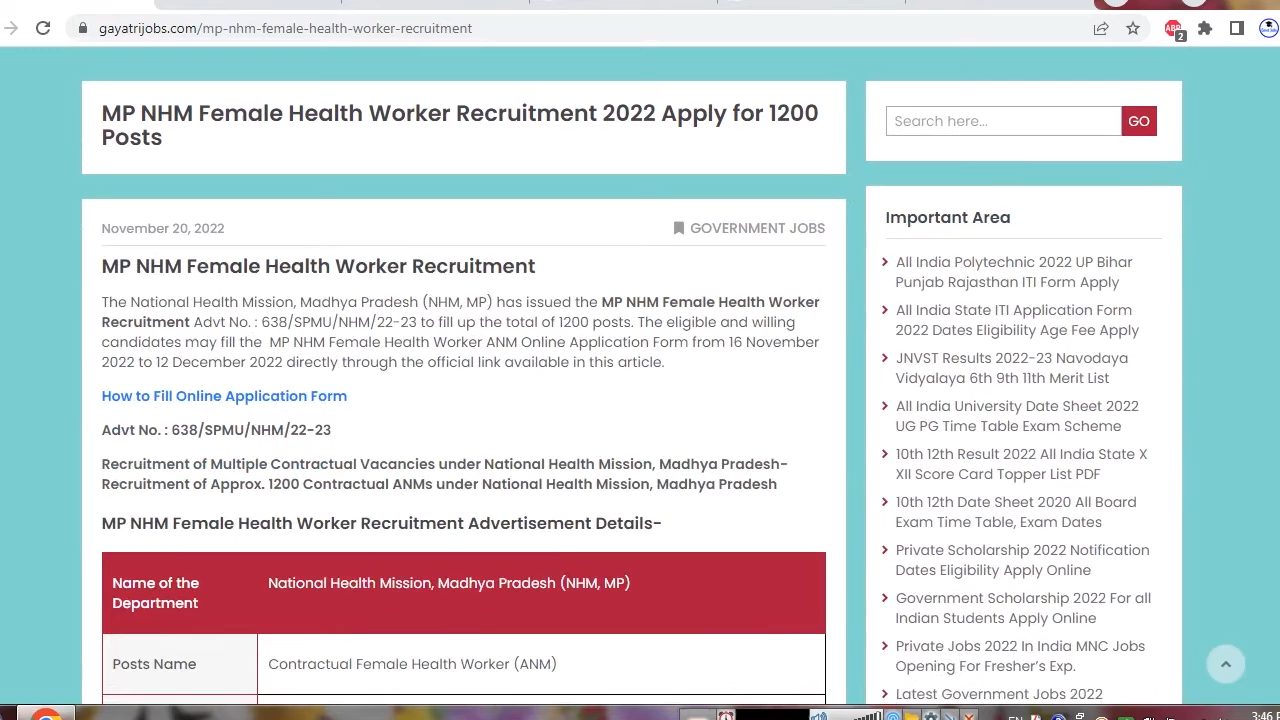 gayatrijobs.com/mp-nhm-female-health-worker-recruitment
ABP
2
MP NHM Female Health Worker Recruitment 2022 Apply for 1200
Posts
Search here...
GO
November 20, 2022
GOVERNMENT JOBS
MP NHM Female Health Worker Recruitment
The National Health Mission, Madhya Pradesh (NHM, MP) has issued the MP NHM Female Health Worker
Recruitment Advt No. : 638/SPMU/NHM/22-23 to fill up the total of 1200 posts. The eligible and willing
candidates may fill the MP NHM Female Health Worker ANM Online Application Form from 16 November
2022 to 12 December 2022 directly through the official link available in this article.
How to Fill Online Application Form
Advt No. : 638/SPMU/NHM/22-23
Recruitment of Multiple Contractual Vacancies under National Health Mission, Madhya Pradesh-
Recruitment of Approx. 1200 Contractual ANMs under National Health Mission, Madhya Pradesh
MP NHM Female Health Worker Recruitment Advertisement Details-
Name of the
Department
National Health Mission, Madhya Pradesh (NHM, MP)
Posts Name
Contractual Female Health Worker (ANM)
Important Area
All India Polytechnic 2022 UP Bihar
Punjab Rajasthan ITI Form Apply
All India State ITI Application Form
2022 Dates Eligibility Age Fee Apply
JNVST Results 2022-23 Navodaya
Vidyalaya 6th 9th 11th Merit List
All India University Date Sheet 2022
UG PG Time Table Exam Scheme
10th 12th Result 2022 All India State X
XII Score Card Topper List PDF
10th 12th Date Sheet 2020 All Board
Exam Time Table, Exam Dates
Private Scholarship 2022 Notification
Dates Eligibility Apply Online
Government Scholarship 2022 For all
Indian Students Apply Online
Private Jobs 2022 In India MNC Jobs
Opening For Fresher's Exp.
Latest Government Jobs 2022
EN
3:46